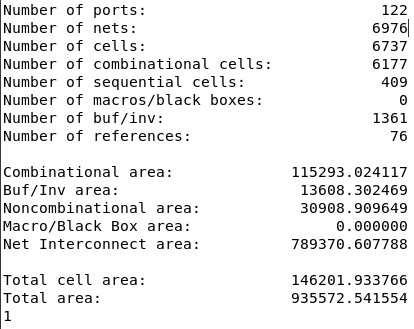 Number of ports: 122
Number of nets: 6976
Number of cells: 6737
Number of combinational cells: 6177
Number of sequential cells: 409
Number of macros/black boxes: 0
Number of buf/inv: 1361
Number of references: 76
Combinational area: 115293.024117
Buf/Inv area: 13608.302469
Noncombinational area: 30908.909649
Macro/Black Box area: 0.000000
Net Interconnect area: 789370.607788
Total cell area: 146201.933766
Total area: 935572.541554
1